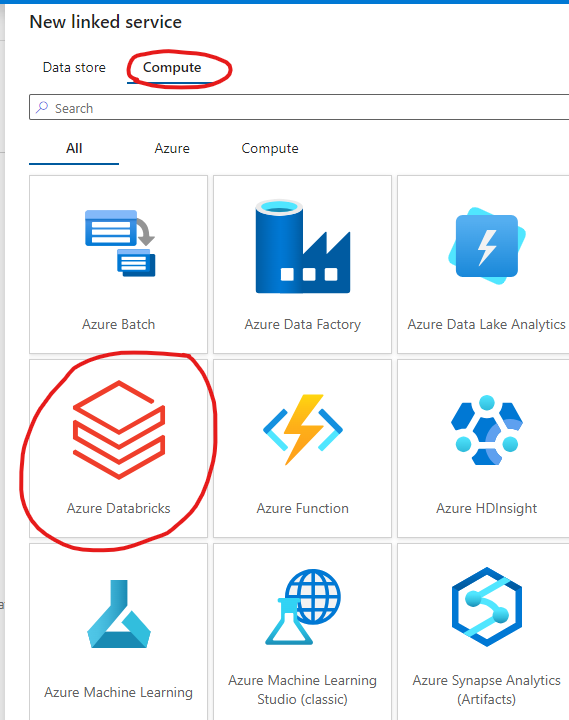 New linked service
Data store Compute
Search
All Azure Compute
Azure Batch Azure Data Factory Azure Data Lake Analytics
Azure Databricks Azure Function Azure HDInsight
Azure Machine Learning
Azure Machine Learning
Studio (classic)
Azure Synapse Analytics
(Artifacts)